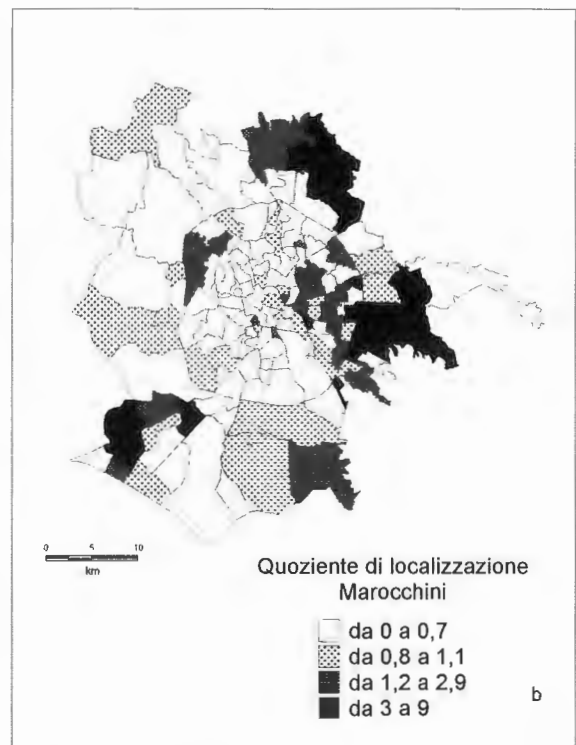 0 5 10
km
Quoziente di localizzazione
Marocchini
da 0 a 0,7
da 0,8 a 1,1
da 1,2 a 2,9
da 3 a 9
b